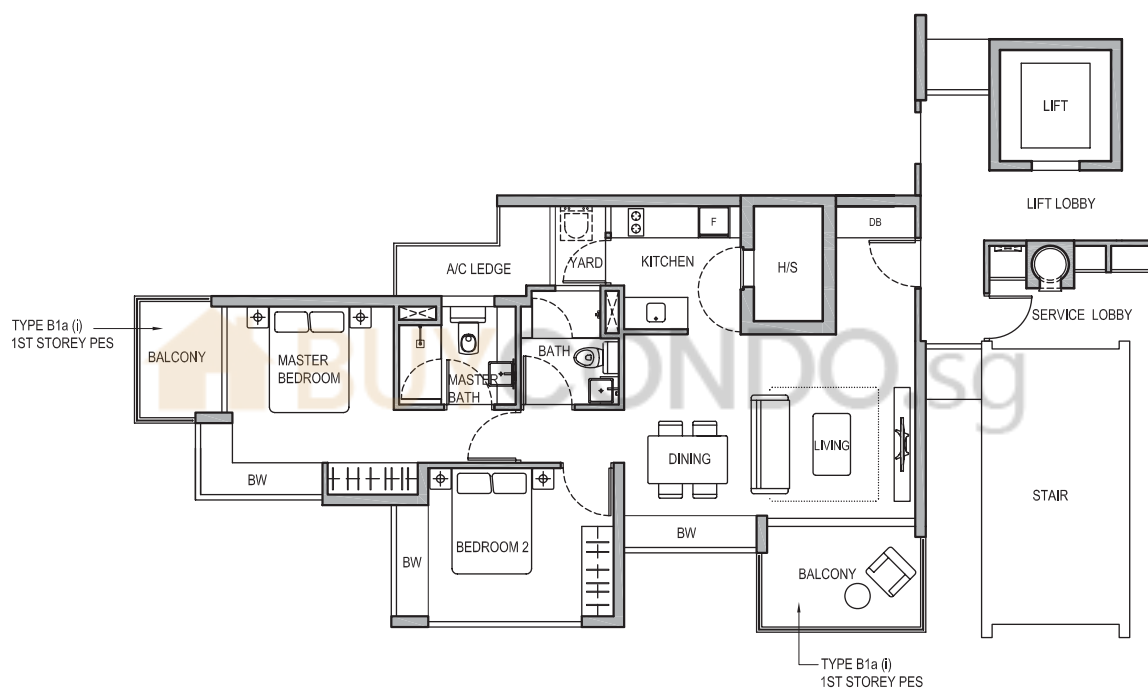 LIFT
LIFT LOBBY
DB
F
A/C LEDGE
YARD
KITCHEN
H/S
SERVICE LOBBY
TYPE B1a (i)
1ST STOREY PES
BALCONY
MASTER
BEDROOM
BATH
MASTER
BATH
BUYCONDO.sg
LIVING
DINING
BW
STAIR
BW
BEDROOM 2
BW
BALCONY
TYPE B1a (i)
1ST STOREY PES